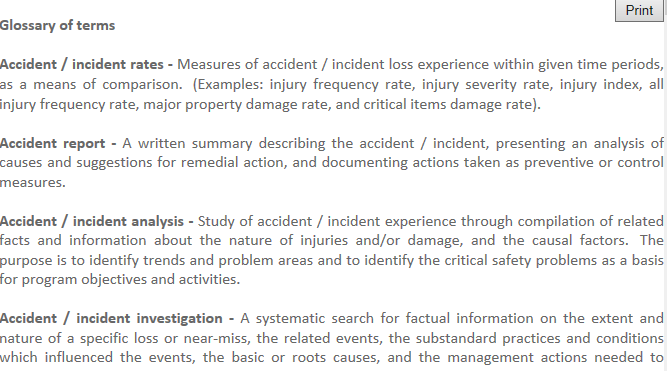 Print
Glossary of terms
Accident / incident rates - Measures of accident / incident loss experience within given time periods,
as a means of comparison. (Examples: injury frequency rate, injury severity rate, injury index, all
injury frequency rate, major property damage rate, and critical items damage rate).
Accident report - A written summary describing the accident / incident, presenting an analysis of
causes and suggestions for remedial action, and documenting actions taken as preventive or control
measures.
Accident / incident analysis - Study of accident / incident experience through compilation of related
facts and information about the nature of injuries and/or damage, and the causal factors. The
purpose is to identify trends and problem areas and to identify the critical safety problems as a basis
for program objectives and activities.
Accident / incident investigation - A systematic search for factual information on the extent and
nature of a specific loss or near-miss, the related events, the substandard practices and conditions
which influenced the events, the basic or roots causes, and the management actions needed to